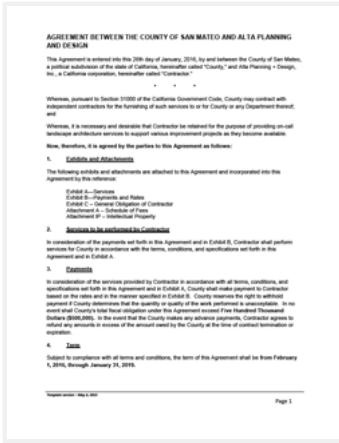 AGREEMENT BETWEEN THE COUNTY OF SAN MATEO AND ALTA PLANNING
AND DESIGN
This Agreement is entered into this 26th day of January, 2016, by and between the County of San Mateo,
a political subdivision of the state of California, hereinafter called "County," and Alta Planning + Design,
Inc., a California corporation, hereinafter called "Contractor."
* * *
Whereas, pursuant to Section 31000 of the California Government Code, County may contract with
independent contractors for the furnishing of such services to or for County or any Department thereof;
and
Whereas, it is necessary and desirable that Contractor be retained for the purpose of providing on-call
landscape architecture services to support various improvement projects as they become available.
Now, therefore, it is agreed by the parties to this Agreement as follows:
1. Exhibits and Attachments
The following exhibits and attachments are attached to this Agreement and incorporated into this
Agreement by this reference:
Exhibit A—Services
Exhibit B—Payments and Rates
Exhibit C – General Obligation of Contractor
Attachment A – Schedule of Fees
Attachment IP – Intellectual Property
2. Services to be performed by Contractor
In consideration of the payments set forth in this Agreement and in Exhibit B, Contractor shall perform
services for County in accordance with the terms, conditions, and specifications set forth in this
Agreement and in Exhibit A.
3. Payments
In consideration of the services provided by Contractor in accordance with all terms, conditions, and
specifications set forth in this Agreement and in Exhibit A, County shall make payment to Contractor
based on the rates and in the manner specified in Exhibit B. County reserves the right to withhold
payment if County determines that the quantity or quality of the work performed is unacceptable. In no
event shall County's total fiscal obligation under this Agreement exceed Five Hundred Thousand
Dollars ($500,000). In the event that the County makes any advance payments, Contractor agrees to
refund any amounts in excess of the amount owed by the County at the time of contract termination or
expiration.
4. Term
Subject to compliance with all terms and conditions, the term of this Agreement shall be from February
1, 2016, through January 31, 2019.
Page 1